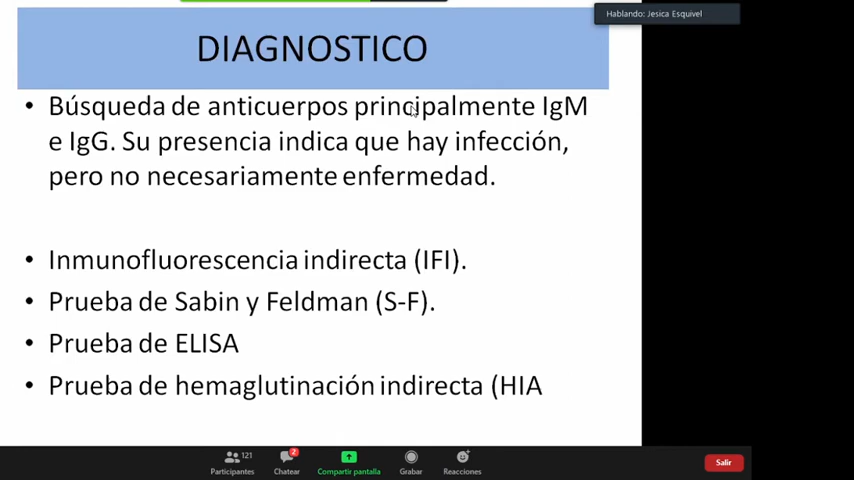 Hablando: Jesica Esquivel
DIAGNOSTICO
• Búsqueda de anticuerpos principalmente IgM
e IgG. Su presencia indica que hay infección,
pero no necesariamente enfermedad.
• Inmunofluorescencia indirecta (IFI).
• Prueba de Sabin y Feldman (S-F).
• Prueba de ELISA
• Prueba de hemaglutinación indirecta (HIA
121 2
Participantes Chatear Compartir pantalla Grabar Reacciones Salir